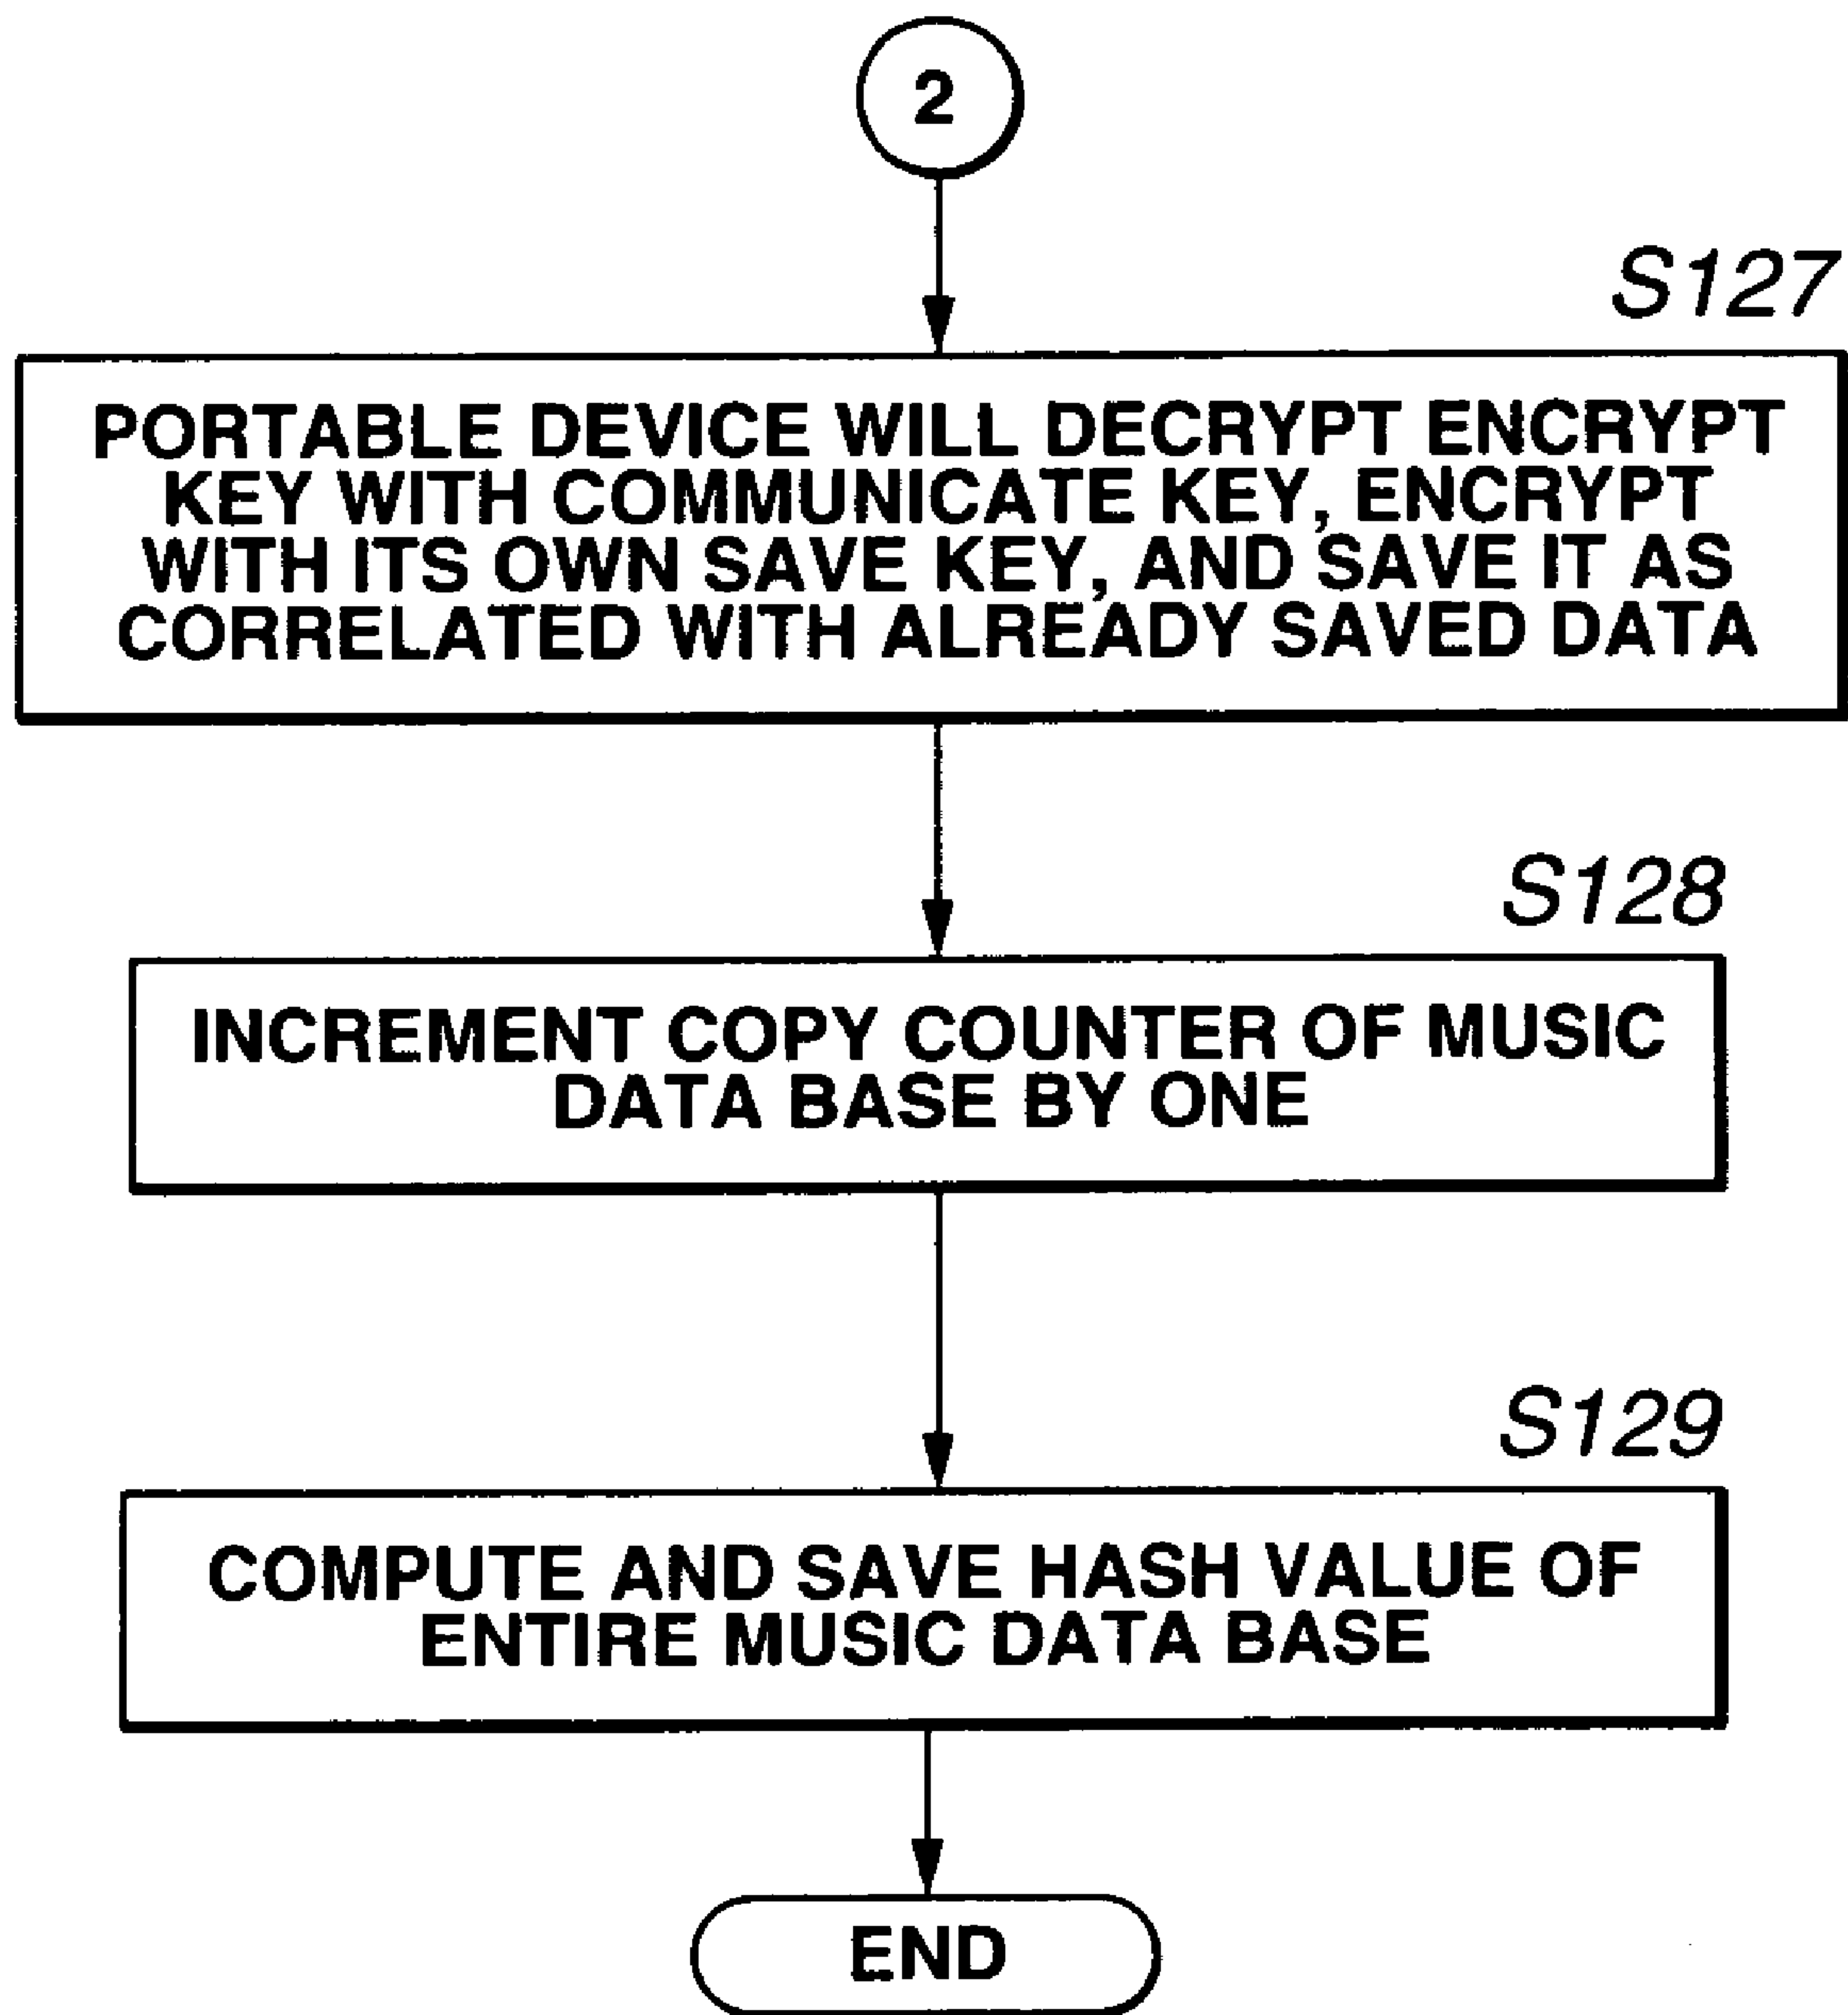 2
S127
PORTABLE DEVICE WILL DECRYPT ENCRYPT
KEY WITH COMMUNICATE KEY, ENCRYPT
WITH ITS OWN SAVE KEY, AND SAVE IT AS
CORRELATED WITH ALREADY SAVED DATA
S128
INCREMENT COPY COUNTER OF MUSIC
DATA BASE BY ONE
S129
COMPUTE AND SAVE HASH VALUE OF
ENTIRE MUSIC DATA BASE
END